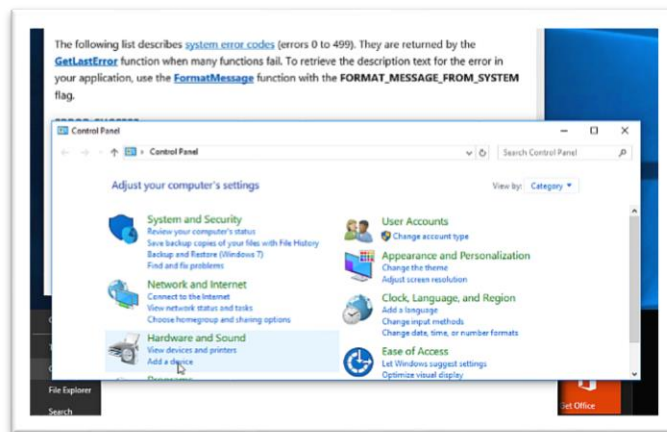 The following list describes system error codes (errors 0 to 499). They are returned by the
GetLastError function when many functions fail. To retrieve the description text for the error in
your application, use the FormatMessage function with the FORMAT_MESSAGE_FROM_SYSTEM
flag.
Control Panel
Control Panel
Search Control Panel
Adjust your computer's settings
View by: Category
System and Security
Review your computer's status
Save backup copies of your files with File History
Backup and Restore (Windows 7)
Find and fix problems
Network and Internet
Connect to the Internet
View network status and tasks
Choose homegroup and sharing options
Hardware and Sound
View devices and printers
Add a device
User Accounts
Change account type
Appearance and Personalization
Change the theme
Adjust screen resolution
Clock, Language, and Region
Add a language
Change input methods
Change date, time, or number formats
Ease of Access
Let Windows suggest settings
Optimize visual display
File Explorer
Search
Get Office